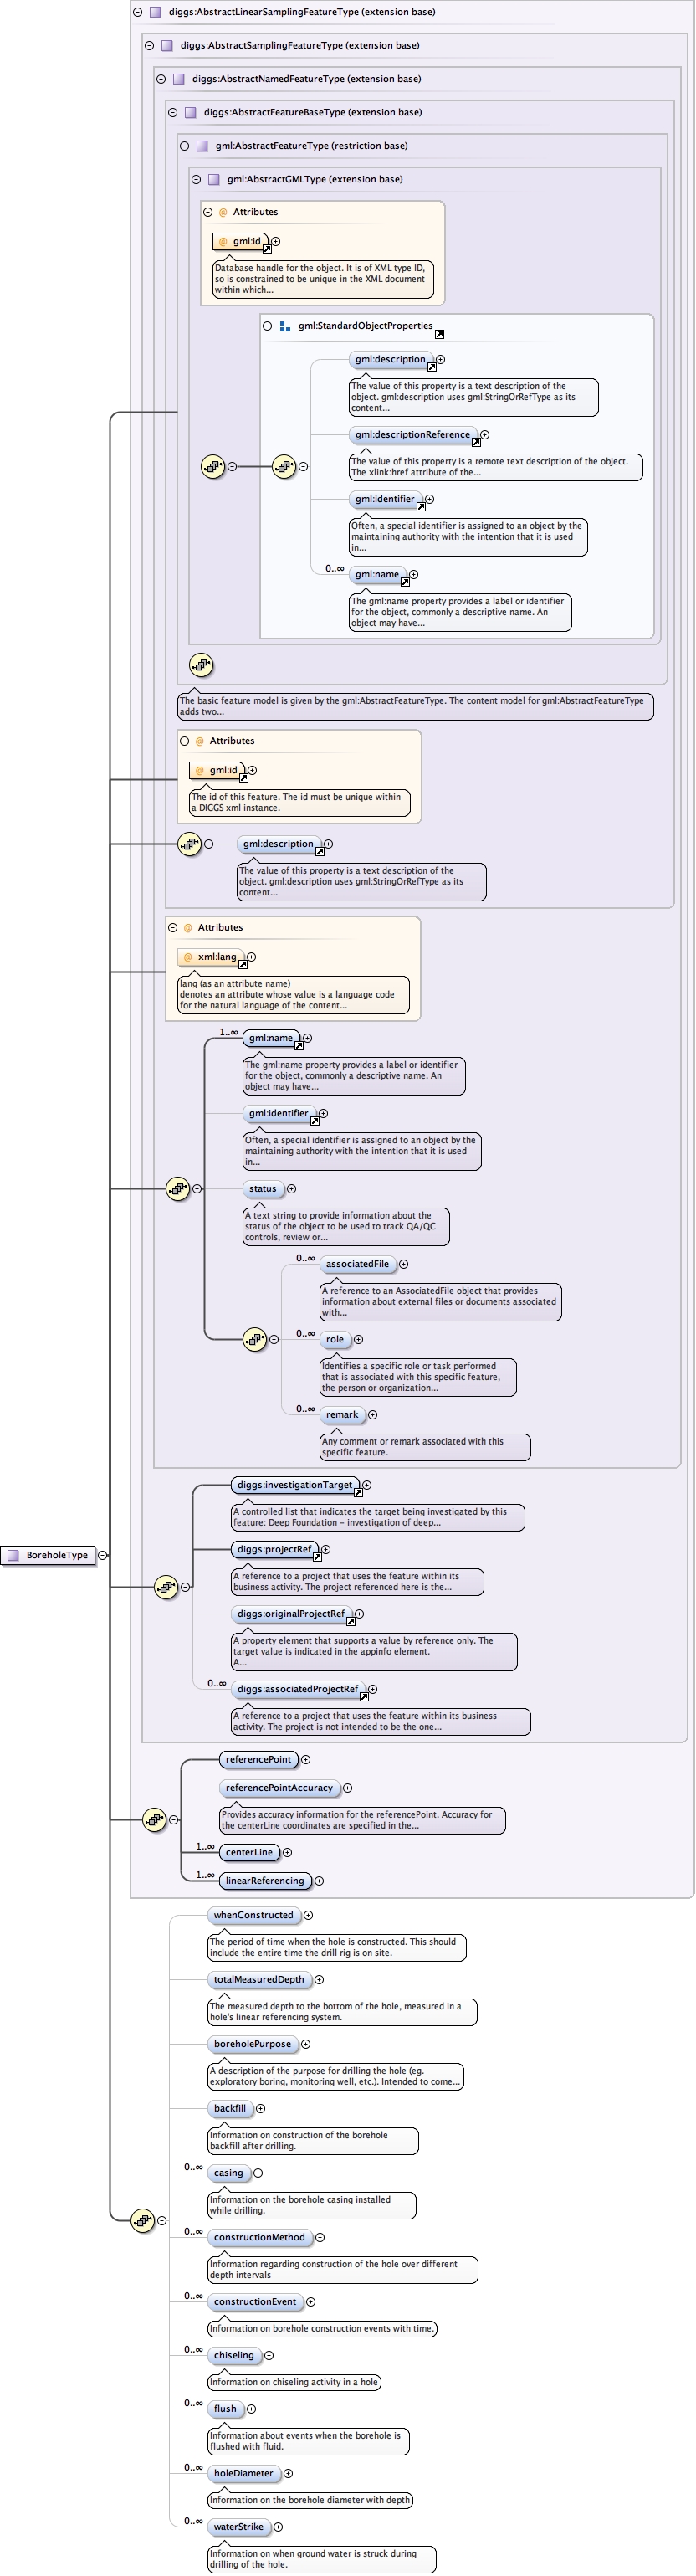 diggs:AbstractLinearSamplingFeatureType (extension base)
diggs:AbstractSamplingFeatureType (extension base)
diggs:AbstractNamedFeatureType (extension base)
diggs:AbstractFeatureBaseType (extension base)
gml:AbstractFeatureType (restriction base)
gml:AbstractGMLType (extension base)
@ Attributes
@ gml:id
Database handle for the object. It is of XML type ID,
so is constrained to be unique in the XML document
within which...
gml:StandardObjectProperties
gml:description
The value of this property is a text description of the
object. gml:description uses gml:StringOrRefType as its
content...
gml:descriptionReference
The value of this property is a remote text description of the object.
The xlink:href attribute of the...
gml:identifier
Often, a special identifier is assigned to an object by the
maintaining authority with the intention that it is used
in...
0..∞
gml:name
The gml:name property provides a label or identifier
for the object, commonly a descriptive name. An
object may have...
The basic feature model is given by the gml:AbstractFeatureType. The content model for gml:AbstractFeatureType
adds two...
@ Attributes
@ gml:id
The id of this feature. The id must be unique within
a DIGGS xml instance.
gml:description
The value of this property is a text description of the
object. gml:description uses gml:StringOrRefType as its
content...
@ Attributes
@ xml:lang
lang (as an attribute name)
denotes an attribute whose value is a language code
for the natural language of the content...
1..∞
gml:name
The gml:name property provides a label or identifier
for the object, commonly a descriptive name. An
object may have...
gml:identifier
Often, a special identifier is assigned to an object by the
maintaining authority with the intention that it is used
in...
status
A text string to provide information about the
status of the object to be used to track QA/QC
controls, review or...
0..∞
associatedFile
A reference to an AssociatedFile object that provides
information about external files or documents associated
with...
0..∞
role
Identifies a specific role or task performed
that is associated with this specific feature,
the person or organization...
0..∞
remark
Any comment or remark associated with this
specific feature.
diggs:investigationTarget
A controlled list that indicates the target being investigated by this
feature: Deep Foundation – investigation of deep...
BoreholeType
diggs:projectRef
A reference to a project that uses the feature within its
business activity. The project referenced here is the...
diggs:originalProjectRef
A property element that supports a value by reference only. The
target value is indicated in the appinfo element.
A...
0..∞
diggs:associatedProjectRef
A reference to a project that uses the feature within its business
activity. The project is not intended to be the one...
referencePoint
referencePointAccuracy
Provides accuracy information for the referencePoint. Accuracy for
the centerLine coordinates are specified in the...
1..∞
centerLine
1..∞
linearReferencing
whenConstructed
The period of time when the hole is constructed. This should
include the entire time the drill rig is on site.
totalMeasuredDepth
The measured depth to the bottom of the hole, measured in a
hole's linear referencing system.
boreholePurpose
A description of the purpose for drilling the hole (eg.
exploratory boring, monitoring well, etc.). Intended to come...
backfill
Information on construction of the borehole
backfill after drilling.
0..∞
casing
Information on the borehole casing installed
while drilling.
0..∞
constructionMethod
Information regarding construction of the hole over different
depth intervals
0..∞
constructionEvent
Information on borehole construction events with time.
0..∞
chiseling
Information on chiseling activity in a hole
0..∞
flush
Information about events when the borehole is
flushed with fluid.
0..∞
holeDiameter
Information on the borehole diameter with depth
0..∞
waterStrike
Information on when ground water is struck during
drilling of the hole.